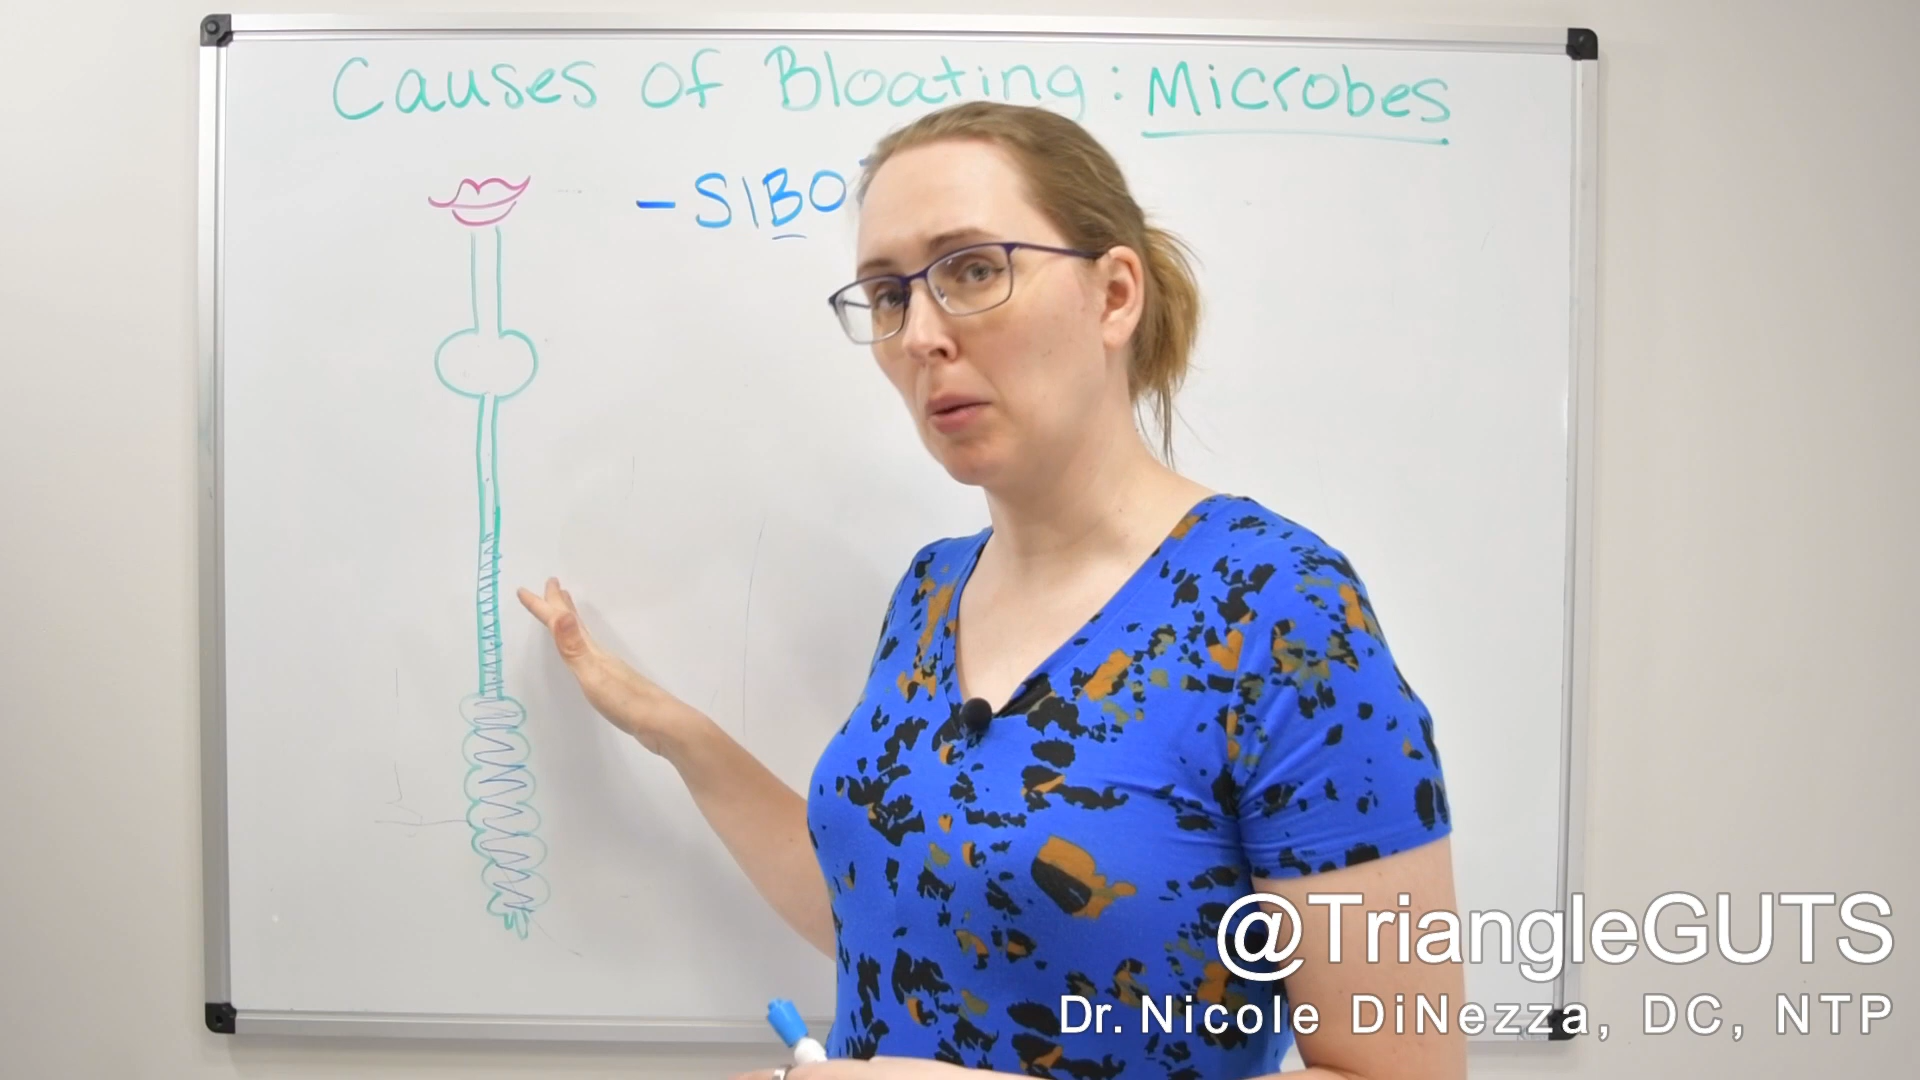 Causes of Bloating: Microbes
- SIBO
@TriangleGUTS
Dr. Nicole DiNezza, DC, NTP